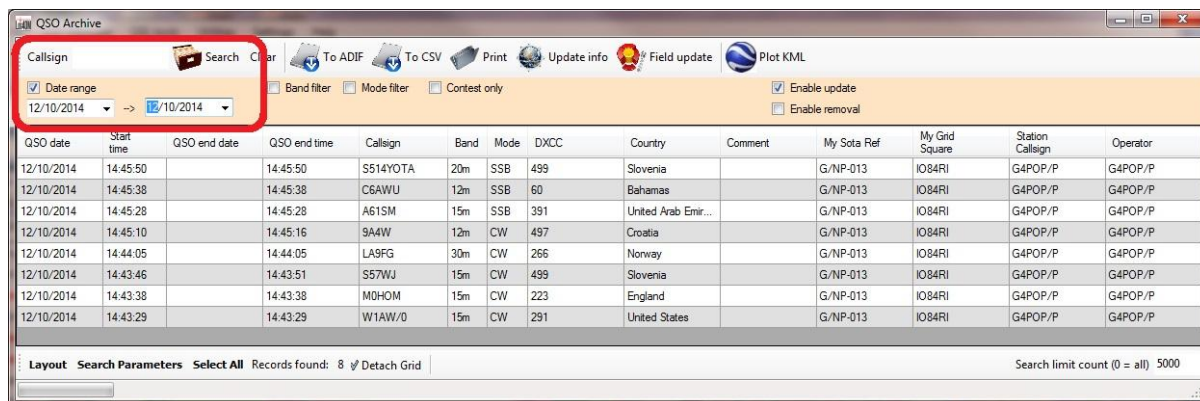 QSO Archive
Callsign Search Clear To ADIF To CSV Print Update info Field update Plot KML
Date range Band filter Mode filter Contest only Enable update
12/10/2014 -> 12/10/2014 Enable removal
QSO date Start time QSO end date QSO end time Callsign Band Mode DXCC Country Comment My Sota Ref My Grid Square Station Callsign Operator
12/10/2014 14:45:50 14:45:50 S514YOTA 20m SSB 499 Slovenia G/NP-013 IO84RI G4POP/P G4POP/P
12/10/2014 14:45:38 14:45:38 C6AWU 12m SSB 60 Bahamas G/NP-013 IO84RI G4POP/P G4POP/P
12/10/2014 14:45:28 14:45:28 A61SM 15m SSB 391 United Arab Emir... G/NP-013 IO84RI G4POP/P G4POP/P
12/10/2014 14:45:10 14:45:16 9A4W 12m CW 497 Croatia G/NP-013 IO84RI G4POP/P G4POP/P
12/10/2014 14:44:05 14:44:05 LA9FG 30m CW 266 Norway G/NP-013 IO84RI G4POP/P G4POP/P
12/10/2014 14:43:46 14:43:51 S57WJ 15m CW 499 Slovenia G/NP-013 IO84RI G4POP/P G4POP/P
12/10/2014 14:43:38 14:43:38 M0HOM 15m CW 223 England G/NP-013 IO84RI G4POP/P G4POP/P
12/10/2014 14:43:29 14:43:29 W1AW/0 15m CW 291 United States G/NP-013 IO84RI G4POP/P G4POP/P
Layout Search Parameters Select All Records found: 8 Detach Grid Search limit count (0 = all) 5000